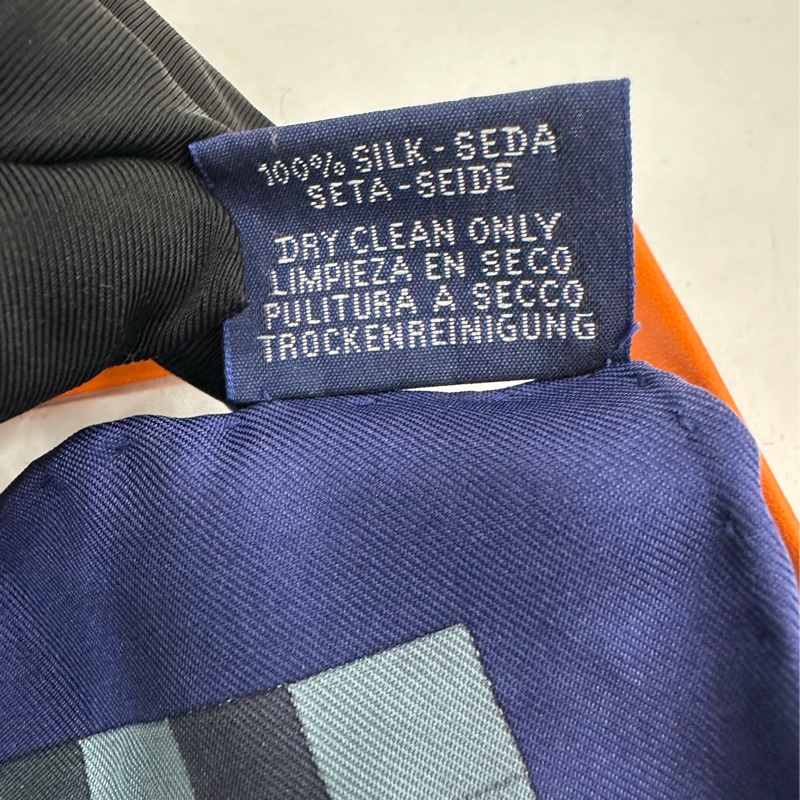 100% SILK - SEDA
SETA - SEIDE
DRY CLEAN ONLY
LIMPIEZA EN SECO
PULITURA A SECCO
TROCKENREINIGUNG